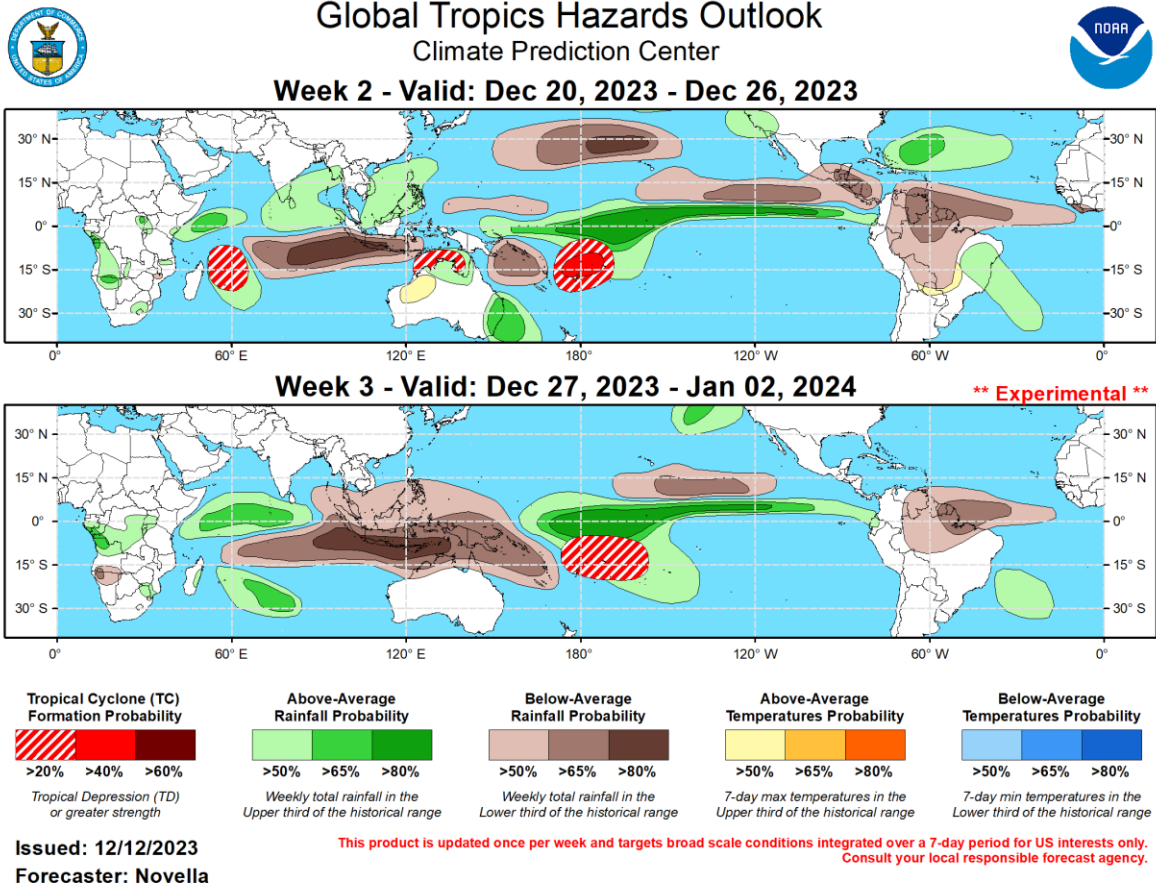 Global Tropics Hazards Outlook
Climate Prediction Center
DEPARTMENT OF COMMERCE
UNITED STATES OF AMERICA
NOAA
Week 2 - Valid: Dec 20, 2023 - Dec 26, 2023
30° N 30° N
15° N 15° N
0° 0°
15° S 15° S
30° S 30° S
0° 60° E 120° E 180° 120° W 60° W 0°
Week 3 - Valid: Dec 27, 2023 - Jan 02, 2024
** Experimental **
30° N 30° N
15° N 15° N
0° 0°
15° S 15° S
30° S 30° S
0° 60° E 120° E 180° 120° W 60° W 0°
Tropical Cyclone (TC)
Formation Probability
>20% >40% >60%
Tropical Depression (TD)
or greater strength
Above-Average
Rainfall Probability
>50% >65% >80%
Weekly total rainfall in the
Upper third of the historical range
Below-Average
Rainfall Probability
>50% >65% >80%
Weekly total rainfall in the
Lower third of the historical range
Above-Average
Temperatures Probability
>50% >65% >80%
7-day max temperatures in the
Upper third of the historical range
Below-Average
Temperatures Probability
>50% >65% >80%
7-day min temperatures in the
Lower third of the historical range
Issued: 12/12/2023
Forecaster: Novella
This product is updated once per week and targets broad scale conditions integrated over a 7-day period for US interests only.
Consult your local responsible forecast agency.